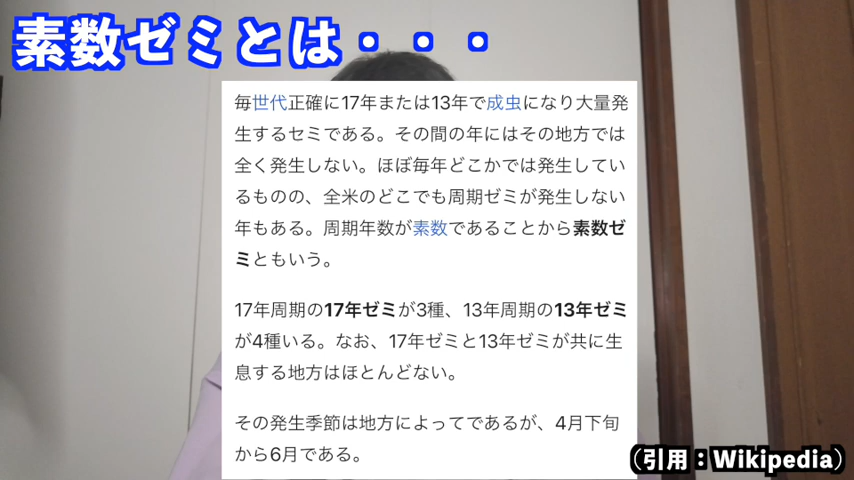 素数ゼミとは・・・
毎世代正確に17年または13年で成虫になり大量発
生するセミである。その間の年にはその地方では
全く発生しない。ほぼ毎年どこかでは発生してい
るものの、全米のどこでも周期ゼミが発生しない
年もある。周期年数が素数であることから素数ゼ
ミともいう。
17年周期の17年ゼミが3種、13年周期の13年ゼミ
が4種いる。なお、17年ゼミと13年ゼミが共に生
息する地方はほとんどない。
その発生季節は地方によってであるが、4月下旬
から6月である。
（引用：Wikipedia）